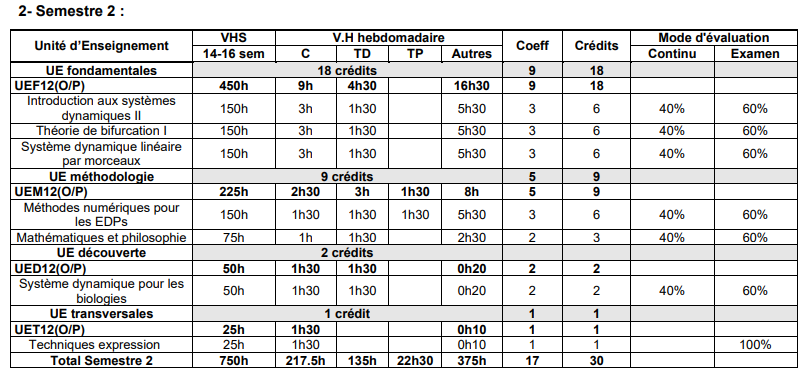 2- Semestre 2 :
Unité d'Enseignement VHS V.H hebdomadaire Coeff Crédits Mode d'évaluation
14-16 sem C TD TP Autres Continu Examen
UE fondamentales 18 crédits 9 18
UEF12(O/P) 450h 9h 4h30 16h30 9 18
Introduction aux systèmes
dynamiques II 150h 3h 1h30 5h30 3 6 40% 60%
Théorie de bifurcation I 150h 3h 1h30 5h30 3 6 40% 60%
Système dynamique linéaire
par morceaux 150h 3h 1h30 5h30 3 6 40% 60%
UE méthodologie 9 crédits 5 9
UEM12(O/P) 225h 2h30 3h 1h30 8h 5 9
Méthodes numériques pour
les EDPs 150h 1h30 1h30 1h30 5h30 3 6 40% 60%
Mathématiques et philosophie 75h 1h 1h30 2h30 2 3 40% 60%
UE découverte 2 crédits
UED12(O/P) 50h 1h30 1h30 0h20 2 2
Système dynamique pour les
biologies 50h 1h30 1h30 0h20 2 2 40% 60%
UE transversales 1 crédit 1 1
UET12(O/P) 25h 1h30 0h10 1 1
Techniques expression 25h 1h30 0h10 1 1 100%
Total Semestre 2 750h 217.5h 135h 22h30 375h 17 30